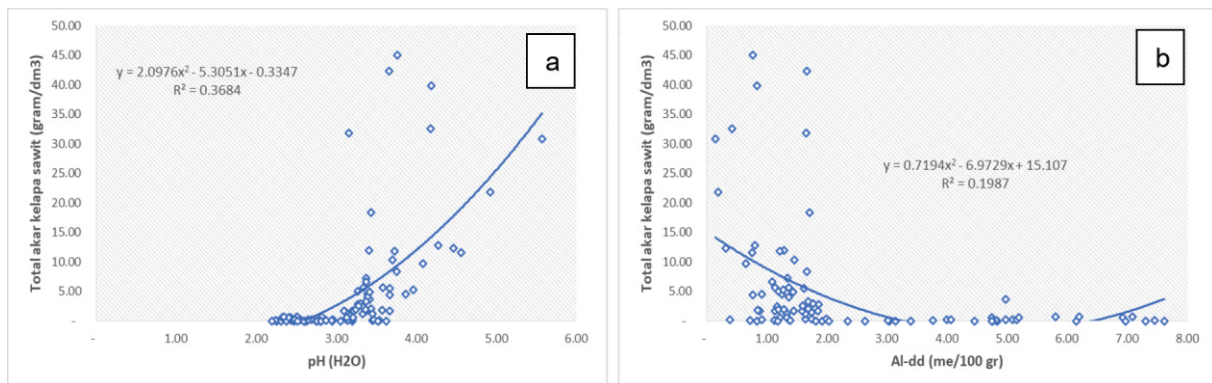 a
50.00
45.00
40.00
35.00
30.00
25.00
20.00
15.00
10.00
5.00
-
Total akar kelapa sawit (gram/dm3)
y = 2.0976x² - 5.3051x - 0.3347
R² = 0.3684
- 1.00 2.00 3.00 4.00 5.00 6.00
pH (H2O)
b
50.00
45.00
40.00
35.00
30.00
25.00
20.00
15.00
10.00
5.00
-
Total akar kelapa sawit (gram/dm3)
y = 0.7194x² - 6.9729x + 15.107
R² = 0.1987
- 1.00 2.00 3.00 4.00 5.00 6.00 7.00 8.00
Al-dd (me/100 gr)